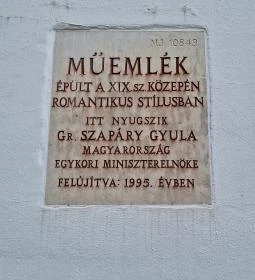 MJ 10849
MŰEMLÉK
ÉPÜLT A XIX. SZ. KÖZEPÉN
ROMANTIKUS STÍLUSBAN
ITT NYUGSZIK
GR. SZAPÁRY GYULA
MAGYARORSZÁG
EGYKORI MINISZTERELNÖKE
FELÚJÍTVA: 1995. ÉVBEN